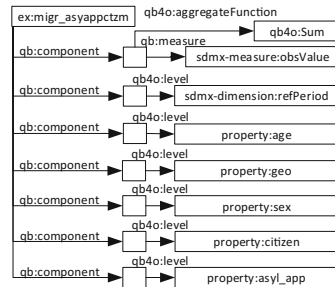 ex:migr_asyappctzm
qb4o:aggregateFunction
qb4o:Sum
qb:measure
qb:component
sdmx-measure:obsValue
qb4o:level
qb:component
sdmx-dimension:refPeriod
qb4o:level
qb:component
property:age
qb4o:level
qb:component
property:geo
qb4o:level
qb:component
property:sex
qb4o:level
qb:component
property:citizen
qb4o:level
qb:component
property:asyl_app